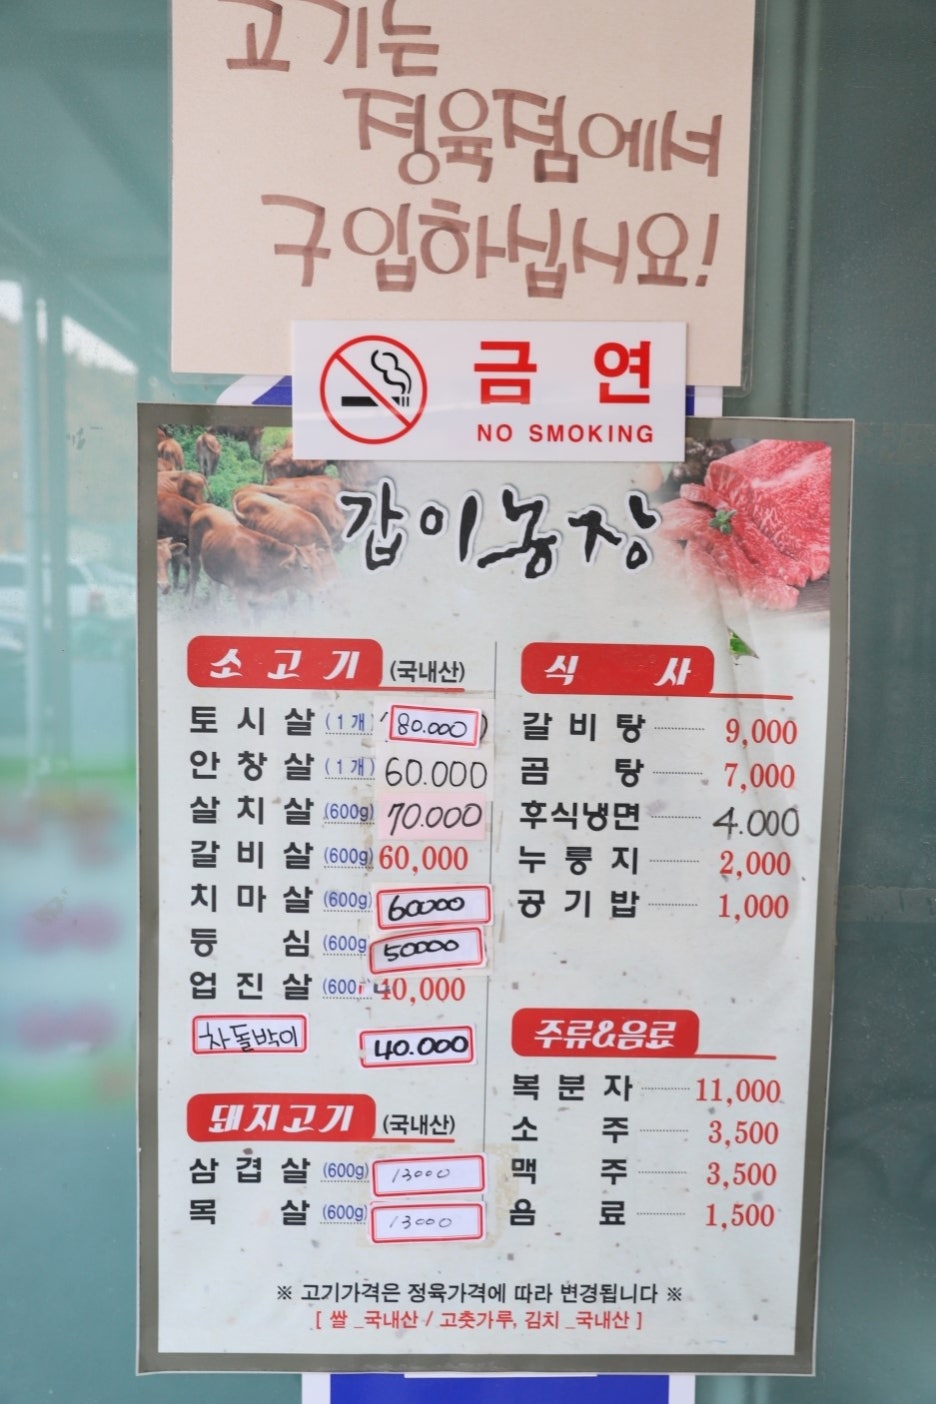 고기는
정육점에서
구입하십시요!
금연
NO SMOKING
갑이농장
소고기 (국내산)
토시살 (1개) 80.000
안창살 (1개) 60.000
살치살 (600g) 70.000
갈비살 (600g) 60,000
치마살 (600g) 60000
등심 (600g 50000
업진살 (600 40,000
차돌박이 40.000
돼지고기 (국내산)
삼겹살 (600g) 13000
목살 (600g) 13000
식사
갈비탕 9,000
곰탕 7,000
후식냉면 4.000
누룽지 2,000
공기밥 1,000
주류&음료
복분자 11,000
소주 3,500
맥주 3,500
음료 1,500
※ 고기가격은 정육가격에 따라 변경됩니다 ※
[ 쌀 _국내산 / 고춧가루, 김치 _국내산 ]